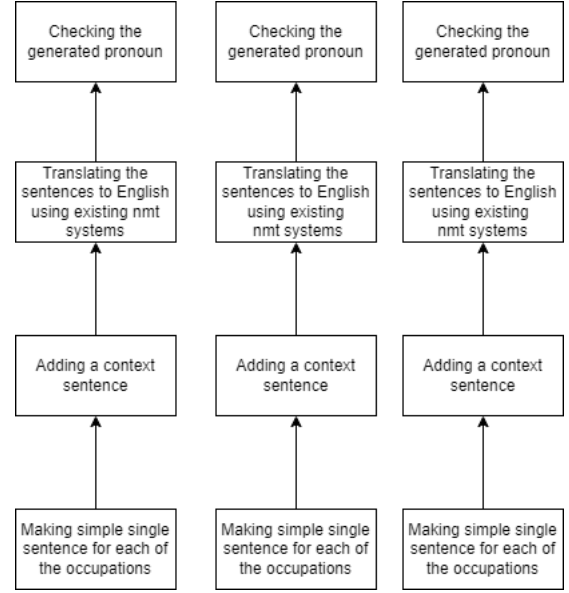 Checking the
generated pronoun
Checking the
generated pronoun
Checking the
generated pronoun
Translating the
sentences to English
using existing nmt
systems
Translating the
sentences to English
using existing
nmt systems
Translating the
sentences to English
using existing
nmt systems
Adding a context
sentence
Adding a context
sentence
Adding a context
sentence
Making simple single
sentence for each of
the occupations
Making simple single
sentence for each of
the occupations
Making simple single
sentence for each of
the occupations